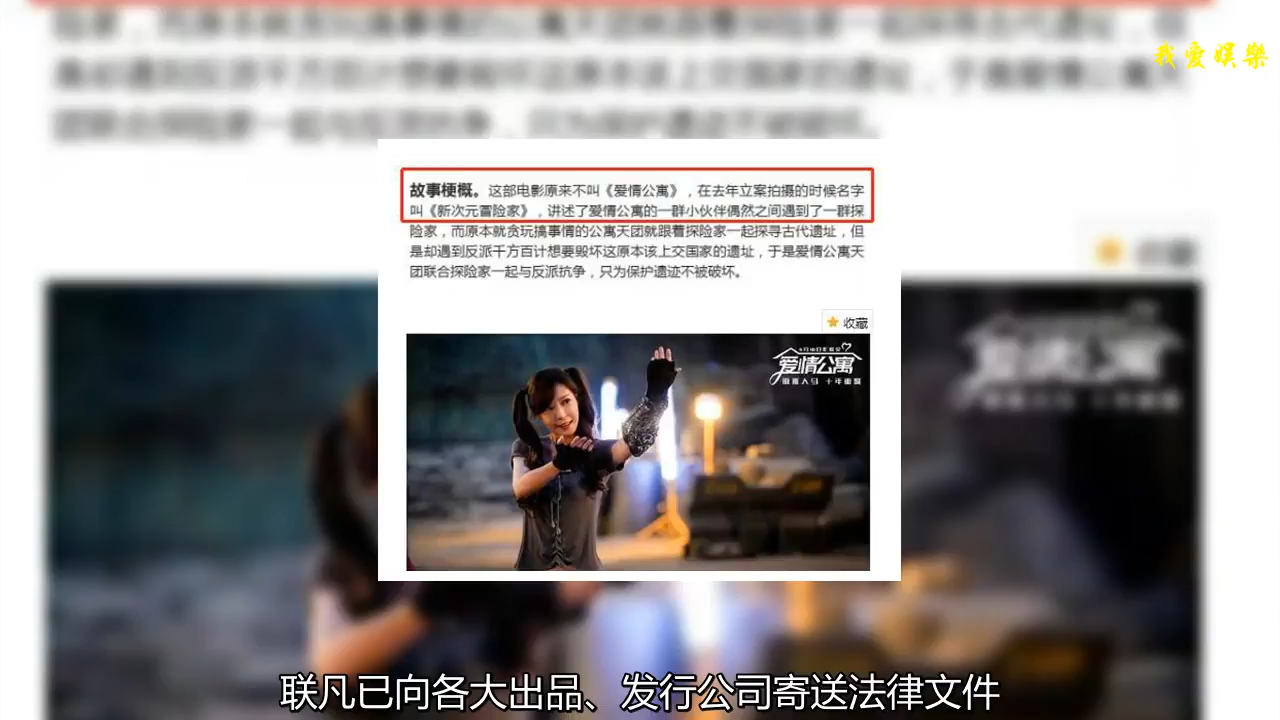 我爱娱乐
故事梗概。这部电影原来不叫《爱情公寓》，在去年立案拍摄的时候名字
叫《新次元冒险家》，讲述了爱情公寓的一群小伙伴偶然之间遇到了一群探
险家，而原本就贪玩搞事情的公寓天团就跟着探险家一起探寻古代遗址，但
是却遇到反派千方百计想要毁坏这原本该上交国家的遗址，于是爱情公寓天
团联合探险家一起与反派抗争，只为保护遗迹不被破坏。
收藏
爱情公寓
原班人马 十年重聚
联凡已向各大出品、发行公司寄送法律文件